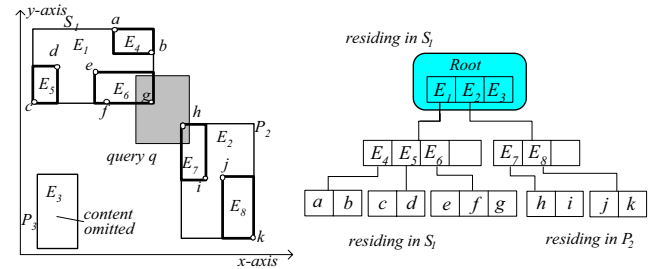 y-axis
S1
a
E1
E4
b
d
e
E5
E6
c
f
g
h
E2
P2
query q
E7
j
i
E3
E8
P3
content
omitted
k
x-axis
residing in S1
Root
E1 E2 E3
E4 E5 E6 E7 E8
a b c d e f g h i j k
residing in S1 residing in P2